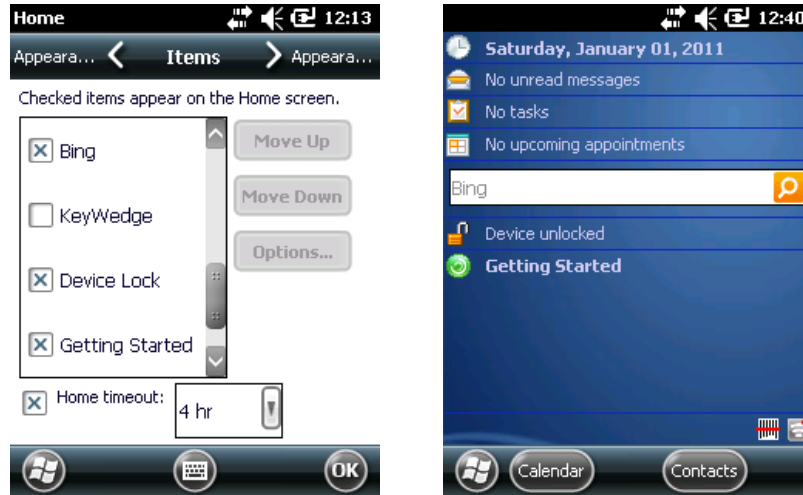 Home 12:13
Appeara... Items Appeara...
Checked items appear on the Home screen.
Bing
KeyWedge
Device Lock
Getting Started
Move Up
Move Down
Options...
Home timeout:
4 hr
OK
12:40
Saturday, January 01, 2011
No unread messages
No tasks
No upcoming appointments
Bing
Device unlocked
Getting Started
Calendar Contacts